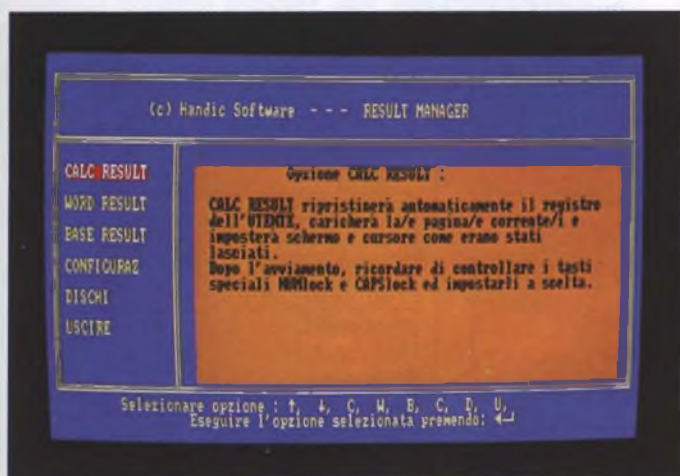 (c) Handic Software - - - RESULT MANAGER
CALC RESULT
WORD RESULT
BASE RESULT
CONFIGURAZ
DISCHI
USCIRE
Opzione CALC RESULT :
CALC RESULT ripristinerà automaticamente il registro
dell'UTENTE, caricherà la/e pagina/e corrente/i e
imposterà schermo e cursore come erano stati
lasciati.
Dopo l'avviamento, ricordare di controllare i tasti
speciali NUMlock e CAPSlock ed impostarli a scelta.
Selezionare opzione : ↑, ↓, C, W, B, C, D, U,
Eseguire l'opzione selezionata premendo: ↵